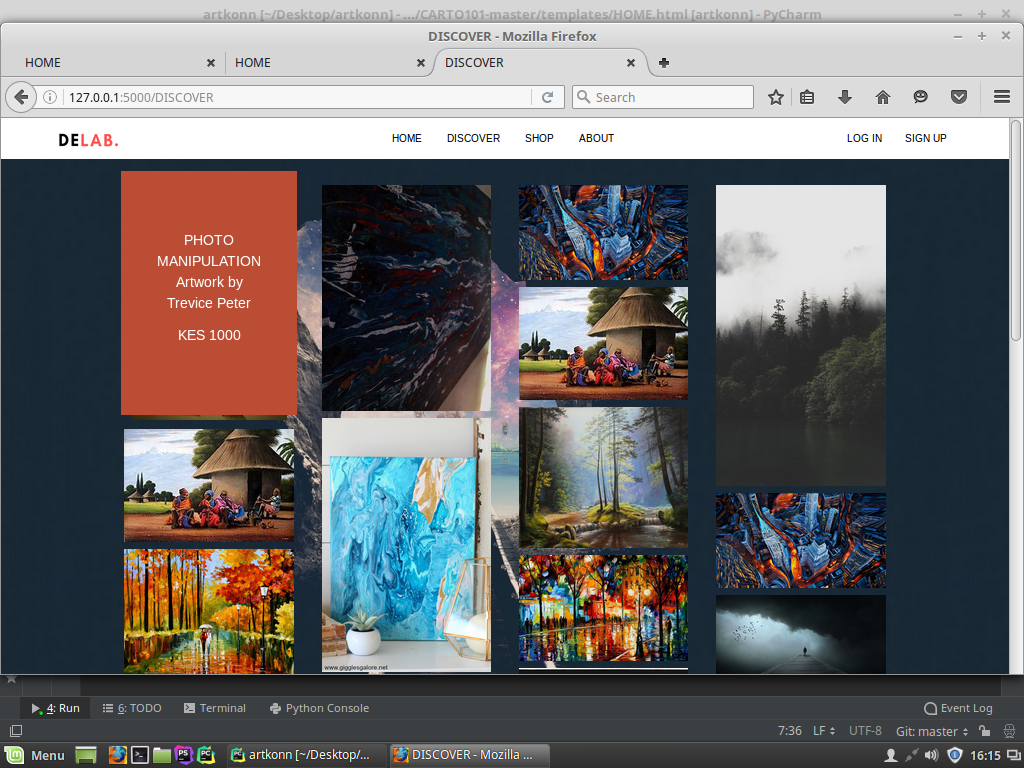 artkonn [~/Desktop/artkonn] - .../CARTO101-master/templates/HOME.html [artkonn] - PyCharm
DISCOVER - Mozilla Firefox
HOME
HOME
DISCOVER
127.0.0.1:5000/DISCOVER
Search
DELAB.
HOME
DISCOVER
SHOP
ABOUT
LOG IN
SIGN UP
PHOTO
MANIPULATION
Artwork by
Trevice Peter
KES 1000
www.gigglesgalore.net
4: Run
6: TODO
Terminal
Python Console
Event Log
7:36
LF
UTF-8
Git: master
Menu
artkonn [~/Desktop/...
DISCOVER - Mozilla ...
16:15